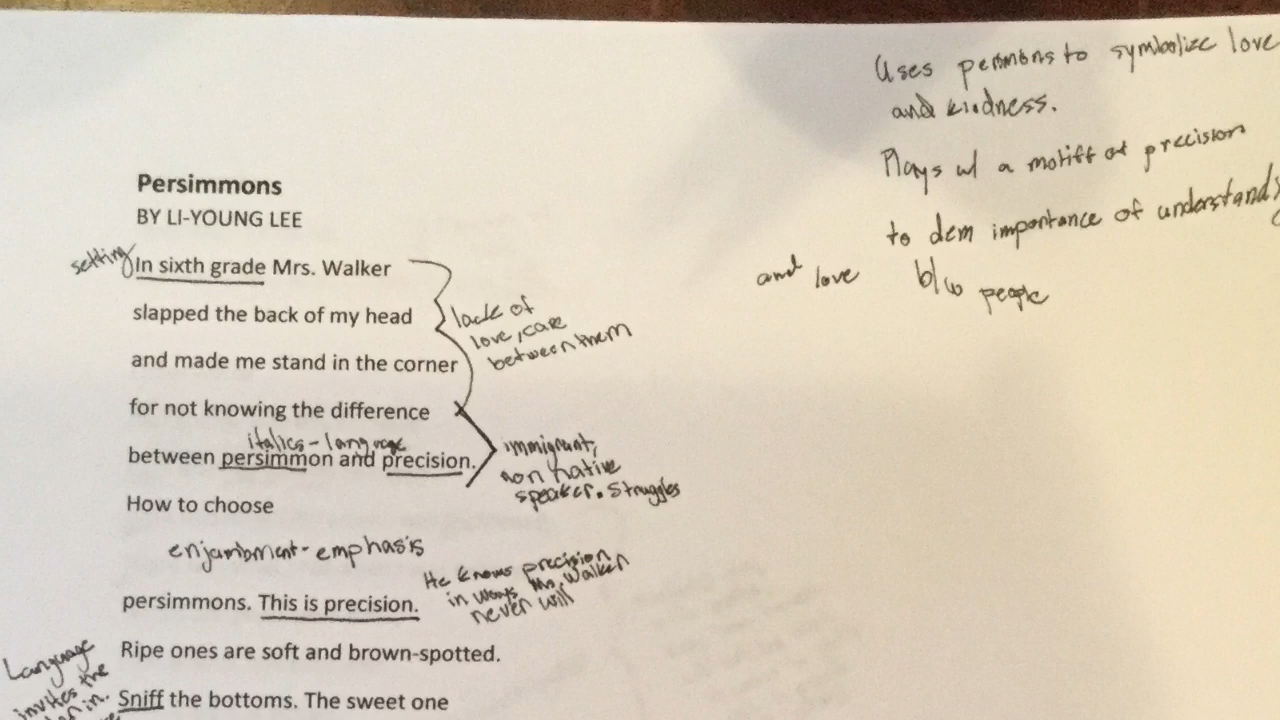 Uses persmons to symbolize love
and kindness.
Plays w/ a motiff of precision
to dem importance of understandg
and love b/w people
Persimmons
BY LI-YOUNG LEE
setting
In sixth grade Mrs. Walker
slapped the back of my head
lack of
love, care
between them
and made me stand in the corner
for not knowing the difference
italics - language
between persimmon and precision.
immigrant,
non native
speaker. Struggles
How to choose
enjambment - emphasis
He knows precision
in ways Ms. Walker
never will
persimmons. This is precision.
Ripe ones are soft and brown-spotted.
Language
invites the
in.
Sniff the bottoms. The sweet one